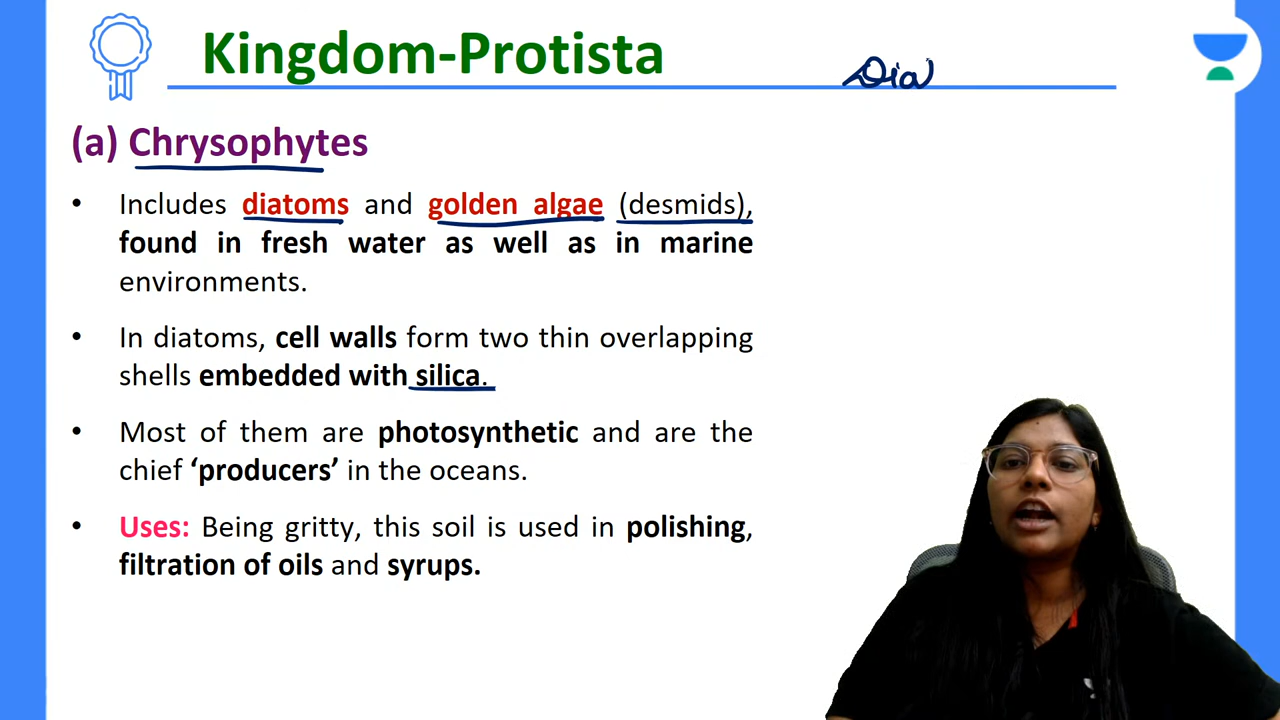 Kingdom-Protista
Dia
(a) Chrysophytes
• Includes diatoms and golden algae (desmids),
found in fresh water as well as in marine
environments.
• In diatoms, cell walls form two thin overlapping
shells embedded with silica.
• Most of them are photosynthetic and are the
chief ‘producers’ in the oceans.
• Uses: Being gritty, this soil is used in polishing,
filtration of oils and syrups.